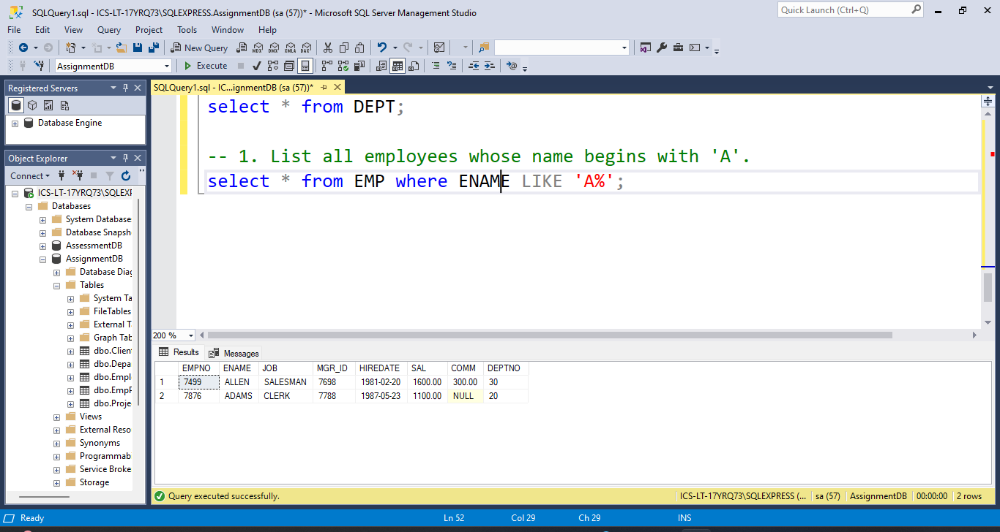 SQLQuery1.sql - ICS-LT-17YRQ73\SQLEXPRESS.AssignmentDB (sa (57))* - Microsoft SQL Server Management Studio
Quick Launch (Ctrl+Q)
File Edit View Query Project Tools Window Help
New Query MDX DMX XMLA DAX
AssignmentDB Execute
Registered Servers
Database Engine
Object Explorer
Connect
ICS-LT-17YRQ73\SQLEXF
Databases
System Database
Database Snapsh
AssessmentDB
AssignmentDB
Database Diag
Tables
System Ta
FileTables
External T
Graph Tab
dbo.Clien
dbo.Depa
dbo.Empl
dbo.EmpF
dbo.Proje
Views
External Reso
Synonyms
Programmab
Service Broke
Storage
SQLQuery1.sql - IC...ignmentDB (sa (57))*
select * from DEPT;
-- 1. List all employees whose name begins with 'A'.
select * from EMP where ENAME LIKE 'A%';
200 %
Results Messages
EMPNO ENAME JOB MGR_ID HIREDATE SAL COMM DEPTNO
1 7499 ALLEN SALESMAN 7698 1981-02-20 1600.00 300.00 30
2 7876 ADAMS CLERK 7788 1987-05-23 1100.00 NULL 20
Query executed successfully. ICS-LT-17YRQ73\SQLEXPRESS (... sa (57) AssignmentDB 00:00:00 2 rows
Ready Ln 52 Col 29 Ch 29 INS